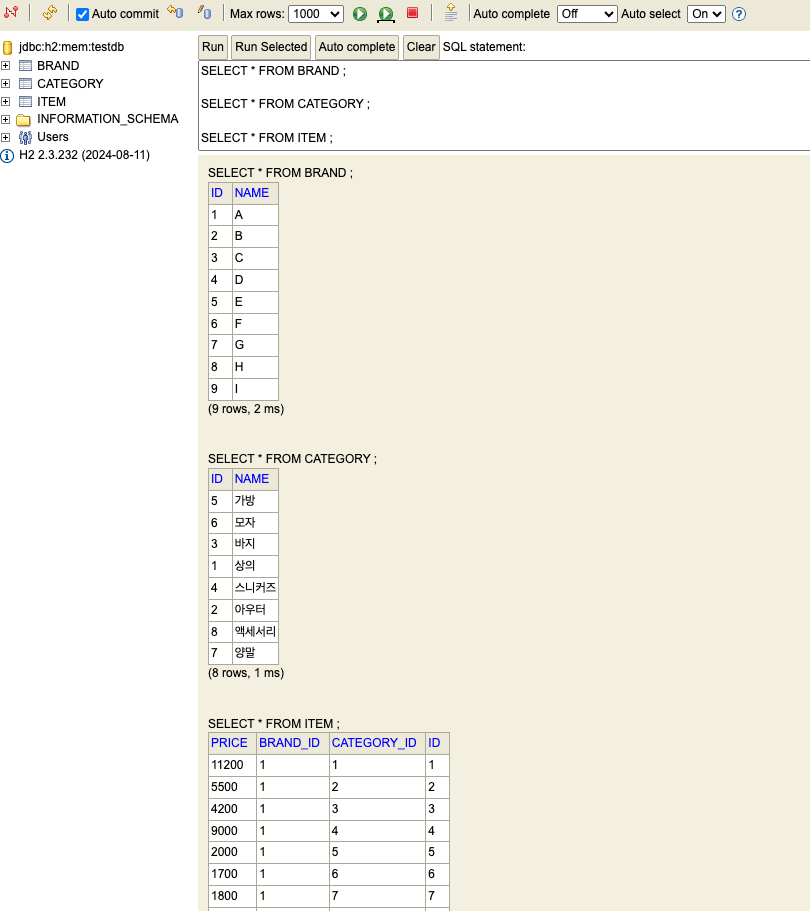 Auto commit Max rows: 1000 Auto complete Off Auto select On ?
jdbc:h2:mem:testdb
BRAND
CATEGORY
ITEM
INFORMATION_SCHEMA
Users
H2 2.3.232 (2024-08-11)
Run Run Selected Auto complete Clear SQL statement:
SELECT * FROM BRAND ;
SELECT * FROM CATEGORY ;
SELECT * FROM ITEM ;
SELECT * FROM BRAND ;
ID NAME
1 A
2 B
3 C
4 D
5 E
6 F
7 G
8 H
9 I
(9 rows, 2 ms)
SELECT * FROM CATEGORY ;
ID NAME
5 가방
6 모자
3 바지
1 상의
4 스니커즈
2 아우터
8 액세서리
7 양말
(8 rows, 1 ms)
SELECT * FROM ITEM ;
PRICE BRAND_ID CATEGORY_ID ID
11200 1 1 1
5500 1 2 2
4200 1 3 3
9000 1 4 4
2000 1 5 5
1700 1 6 6
1800 1 7 7